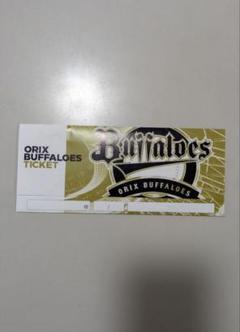 ORIX
BUFFALOES
TICKET
Buffaloes
ORIX BUFFALOES